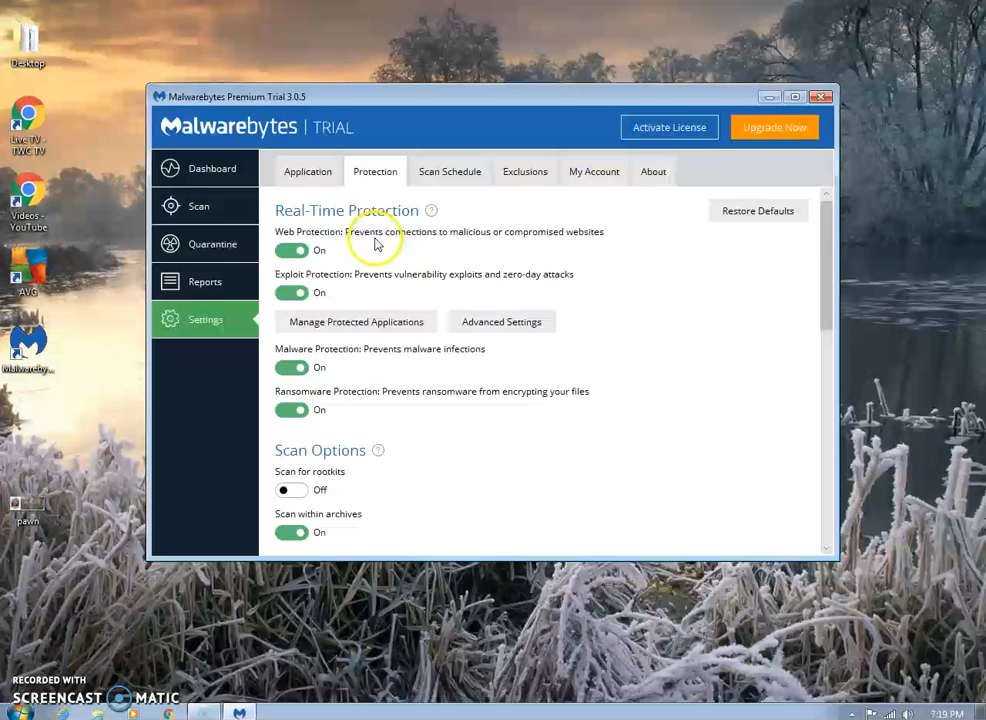 Desktop
Live TV -
TWC TV
Videos -
YouTube
AVG
Malwareby...
pawn
Malwarebytes Premium Trial 3.0.5
Malwarebytes | TRIAL
Activate License
Upgrade Now
Dashboard
Scan
Quarantine
Reports
Settings
Application
Protection
Scan Schedule
Exclusions
My Account
About
Real-Time Protection ?
Restore Defaults
Web Protection: Prevents connections to malicious or compromised websites
On
Exploit Protection: Prevents vulnerability exploits and zero-day attacks
On
Manage Protected Applications
Advanced Settings
Malware Protection: Prevents malware infections
On
Ransomware Protection: Prevents ransomware from encrypting your files
On
Scan Options ?
Scan for rootkits
Off
Scan within archives
On
RECORDED WITH
SCREENCAST MATIC
7:19 PM